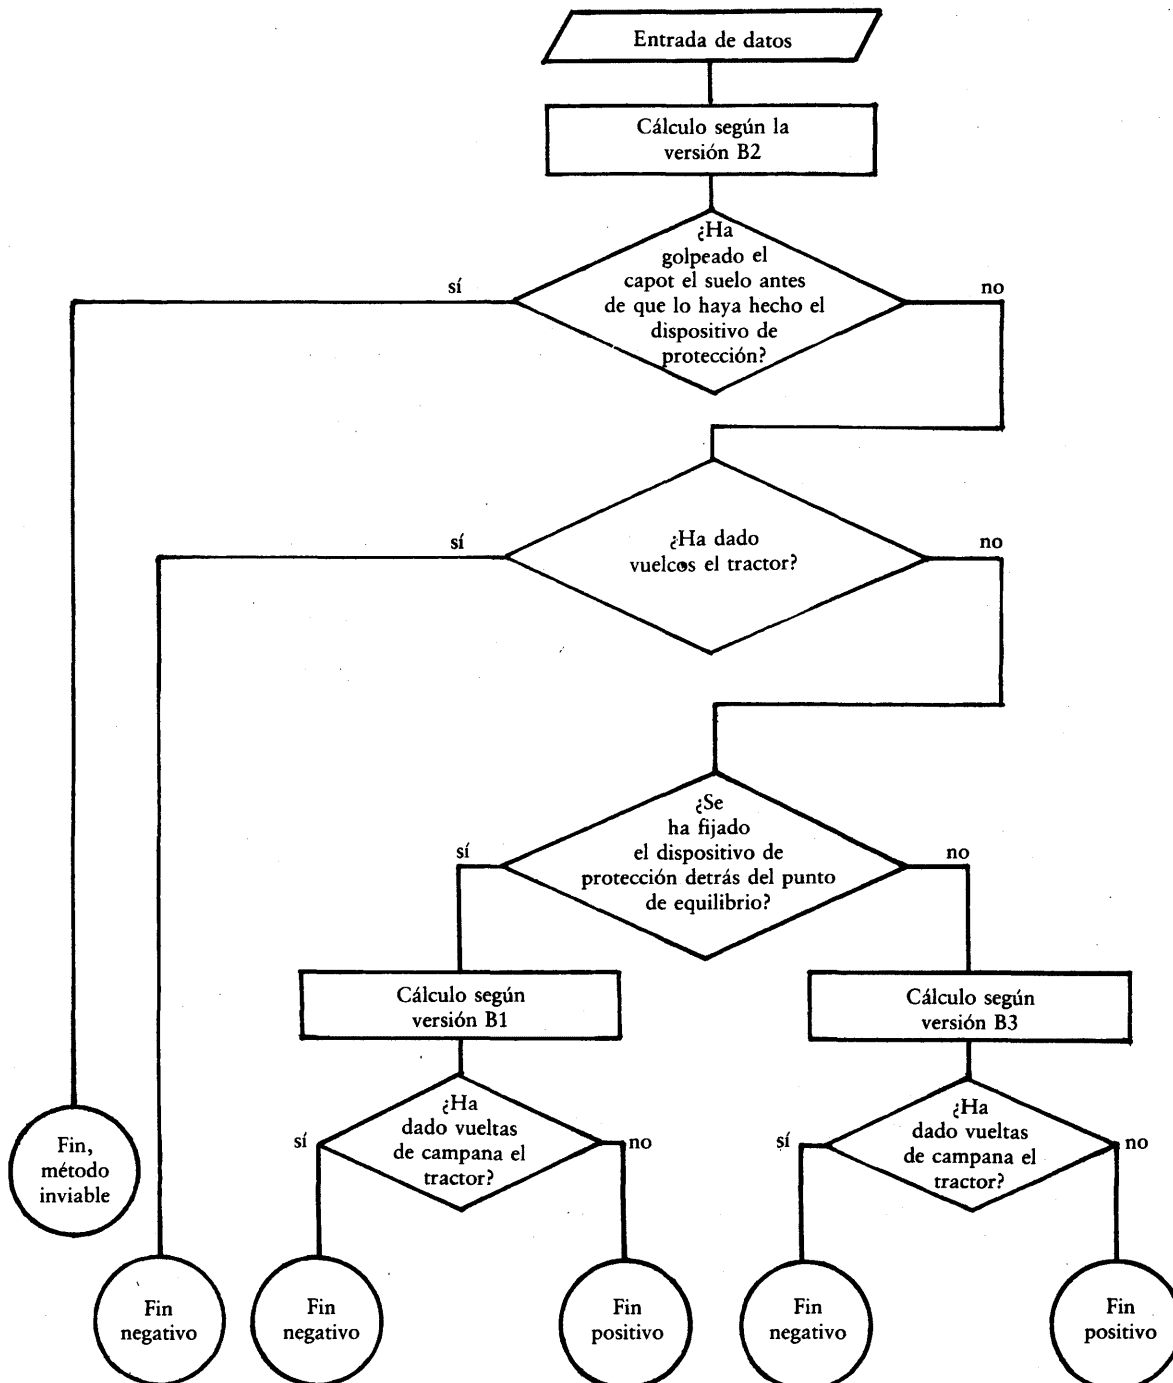 Entrada de datos
Cálculo según la
versión B2
¿Ha
golpeado el
capot el suelo antes
de que lo haya hecho el
dispositivo de
protección?
sí
no
¿Ha dado
vuelcos el tractor?
sí
no
¿Se
ha fijado
el dispositivo de
protección detrás del punto
de equilibrio?
sí
no
Cálculo según
versión B1
Cálculo según
versión B3
¿Ha
dado vueltas
de campana el
tractor?
sí
no
¿Ha
dado vueltas
de campana el
tractor?
sí
no
Fin,
método
inviable
Fin
negativo
Fin
negativo
Fin
positivo
Fin
negativo
Fin
positivo